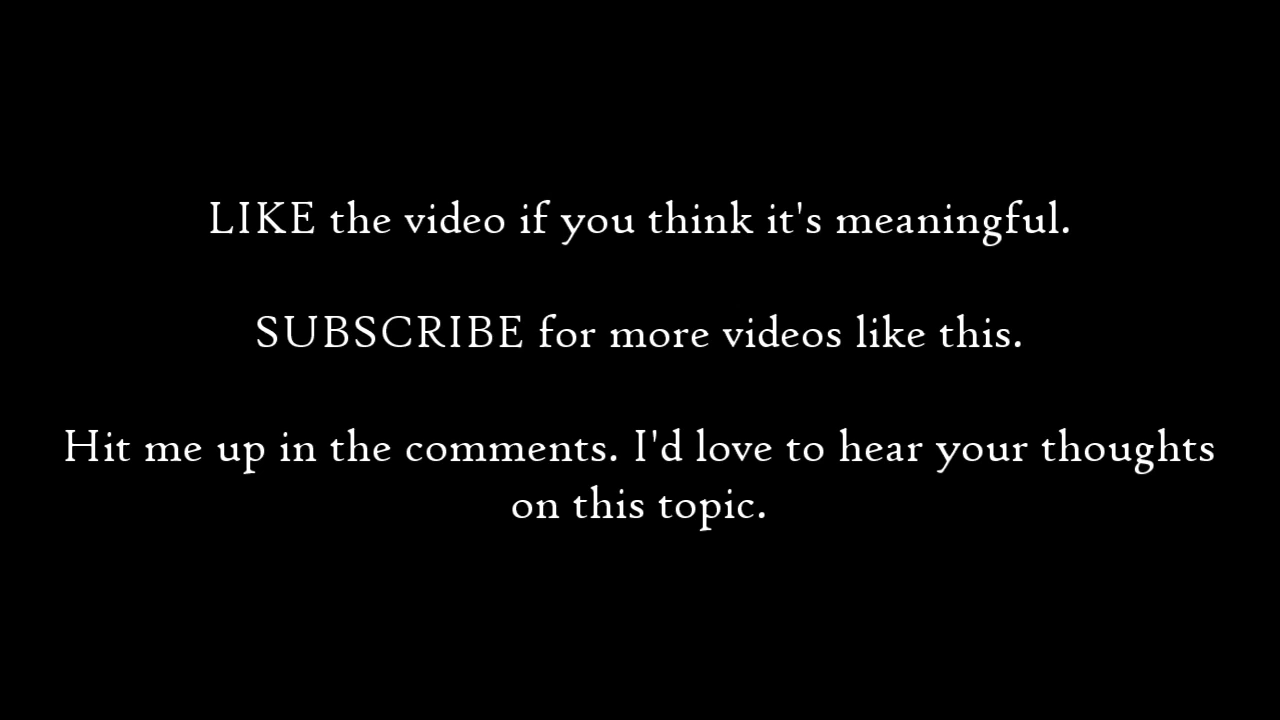 LIKE the video if you think it's meaningful.
SUBSCRIBE for more videos like this.
Hit me up in the comments. I'd love to hear your thoughts
on this topic.